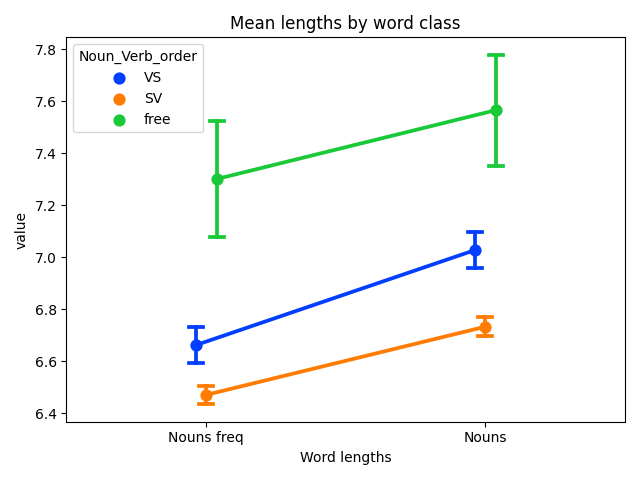 Mean lengths by word class
Noun_Verb_order
VS
SV
free
value
7.8
7.6
7.4
7.2
7.0
6.8
6.6
6.4
Nouns freq
Nouns
Word lengths